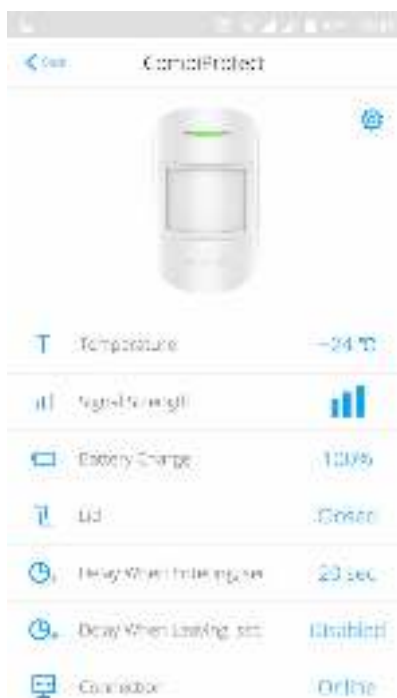 CombiProtect
T Temperature
Signal Strength
Battery Charge 100%
Lid Closed
Delay When Entering, sec 20 sec
Delay When Leaving, sec Disabled
Connection Online